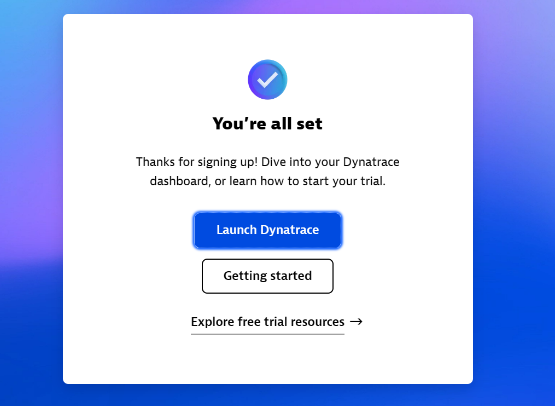 You’re all set
Thanks for signing up! Dive into your Dynatrace
dashboard, or learn how to start your trial.
Launch Dynatrace
Getting started
Explore free trial resources →